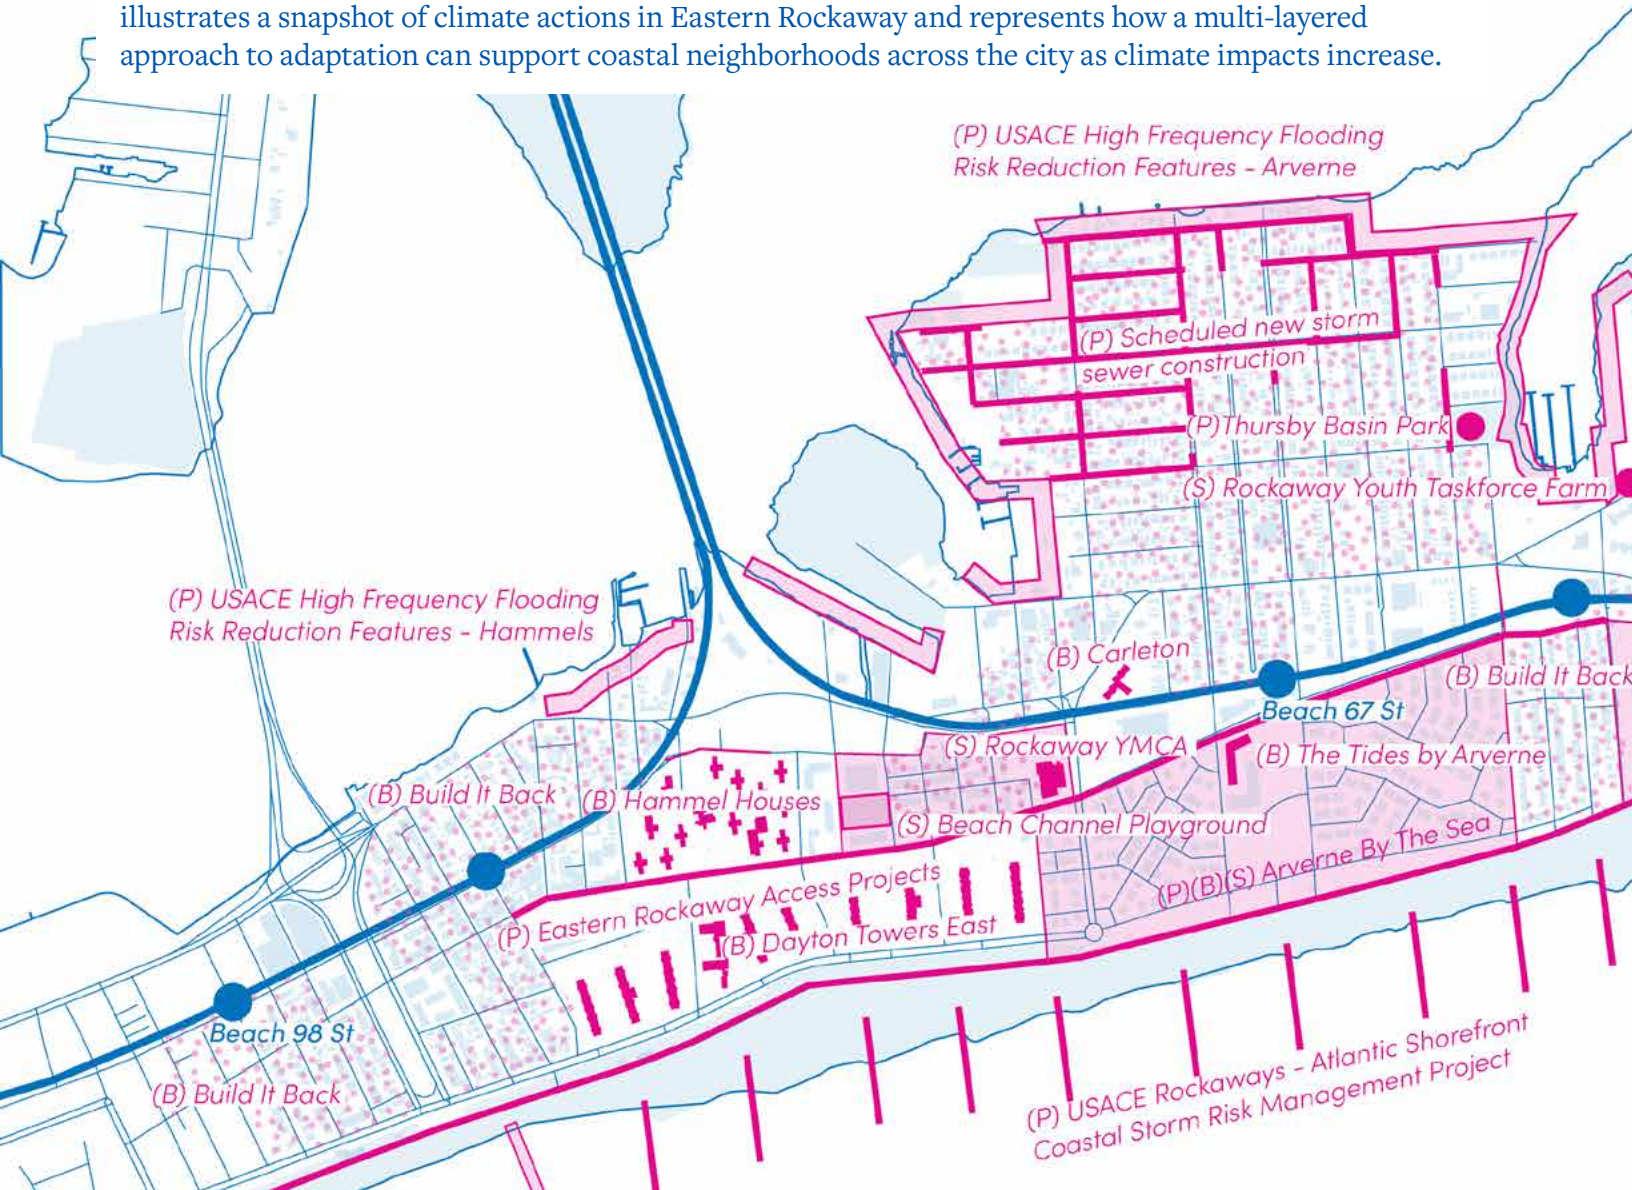 illustrates a snapshot of climate actions in Eastern Rockaway and represents how a multi-layered
approach to adaptation can support coastal neighborhoods across the city as climate impacts increase.
(P) USACE High Frequency Flooding
Risk Reduction Features - Arverne
(P) Scheduled new storm
sewer construction
(P)Thursby Basin Park
(S) Rockaway Youth Taskforce Farm
(P) USACE High Frequency Flooding
Risk Reduction Features - Hammels
(B) Carleton
(B) Build It Back
Beach 67 St
(S) Rockaway YMCA
(B) The Tides by Arverne
(B) Build It Back
(B) Hammel Houses
(S) Beach Channel Playground
(P)(B)(S) Arverne By The Sea
(P) Eastern Rockaway Access Projects
(B) Dayton Towers East
Beach 98 St
(B) Build It Back
(P) USACE Rockaways - Atlantic Shorefront
Coastal Storm Risk Management Project